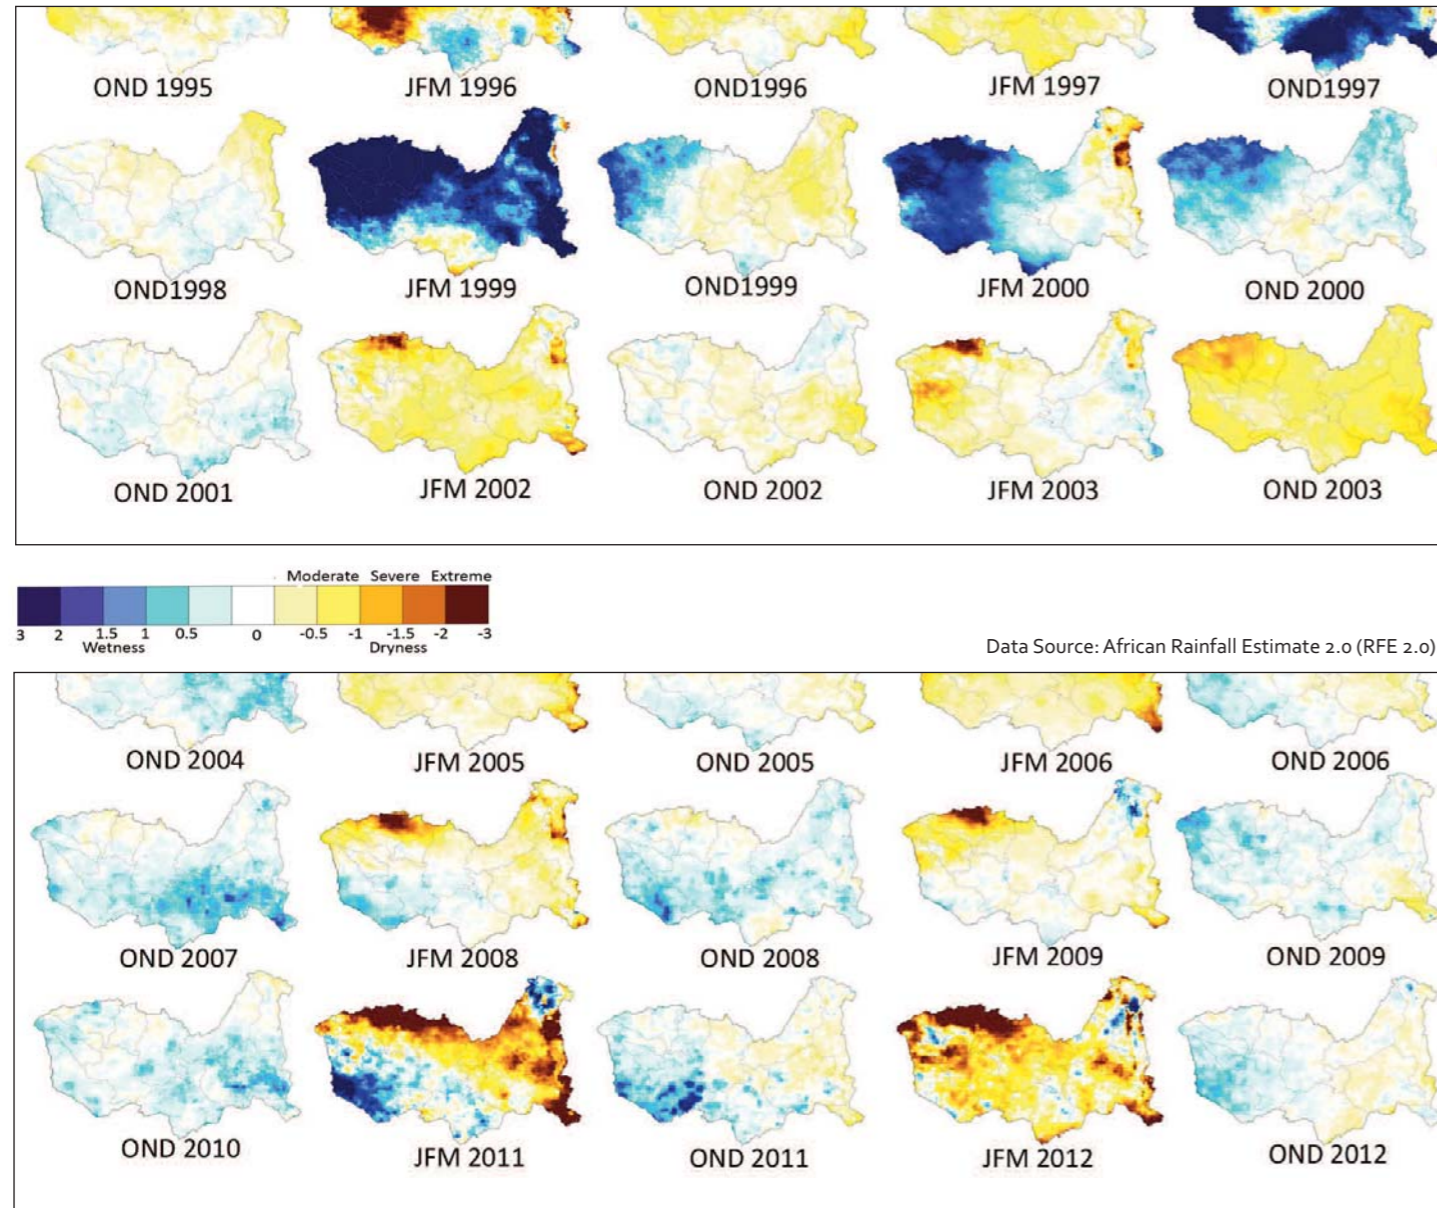 OND 1995 JFM 1996 OND1996 JFM 1997 OND1997
OND1998 JFM 1999 OND1999 JFM 2000 OND 2000
OND 2001 JFM 2002 OND 2002 JFM 2003 OND 2003
Moderate Severe Extreme
3 2 1.5 1 0.5 0 -0.5 -1 -1.5 -2 -3
Wetness Dryness
Data Source: African Rainfall Estimate 2.0 (RFE 2.0)
OND 2004 JFM 2005 OND 2005 JFM 2006 OND 2006
OND 2007 JFM 2008 OND 2008 JFM 2009 OND 2009
OND 2010 JFM 2011 OND 2011 JFM 2012 OND 2012